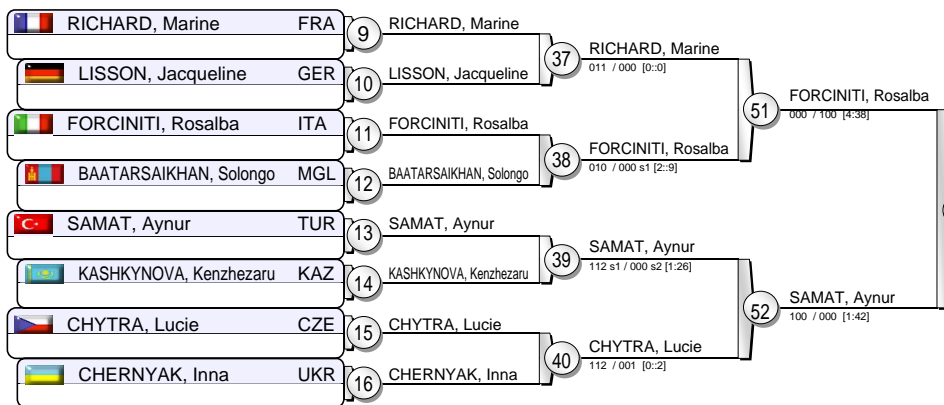 RICHARD, Marine FRA
9
RICHARD, Marine
LISSON, Jacqueline GER
10
LISSON, Jacqueline
37
RICHARD, Marine
011 / 000 [0::0]
FORCINITI, Rosalba ITA
11
FORCINITI, Rosalba
BAATARSAIKHAN, Solongo MGL
12
BAATARSAIKHAN, Solongo
38
FORCINITI, Rosalba
010 / 000 s1 [2::9]
51
FORCINITI, Rosalba
000 / 100 [4:38]
SAMAT, Aynur TUR
13
SAMAT, Aynur
KASHKYNOVA, Kenzhezaru KAZ
14
KASHKYNOVA, Kenzhezaru
39
SAMAT, Aynur
112 s1 / 000 s2 [1:26]
CHYTRA, Lucie CZE
15
CHYTRA, Lucie
CHERNYAK, Inna UKR
16
CHERNYAK, Inna
40
CHYTRA, Lucie
112 / 001 [0::2]
52
SAMAT, Aynur
100 / 000 [1:42]